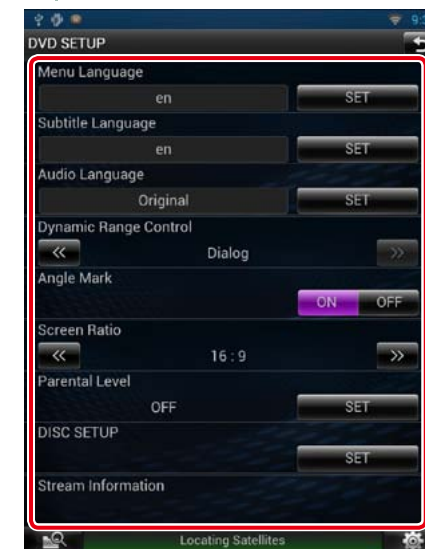 DVD SETUP
Menu Language
en SET
Subtitle Language
en SET
Audio Language
Original SET
Dynamic Range Control
Dialog
Angle Mark
ON OFF
Screen Ratio
16 : 9
Parental Level
OFF SET
DISC SETUP
SET
Stream Information
Locating Satellites